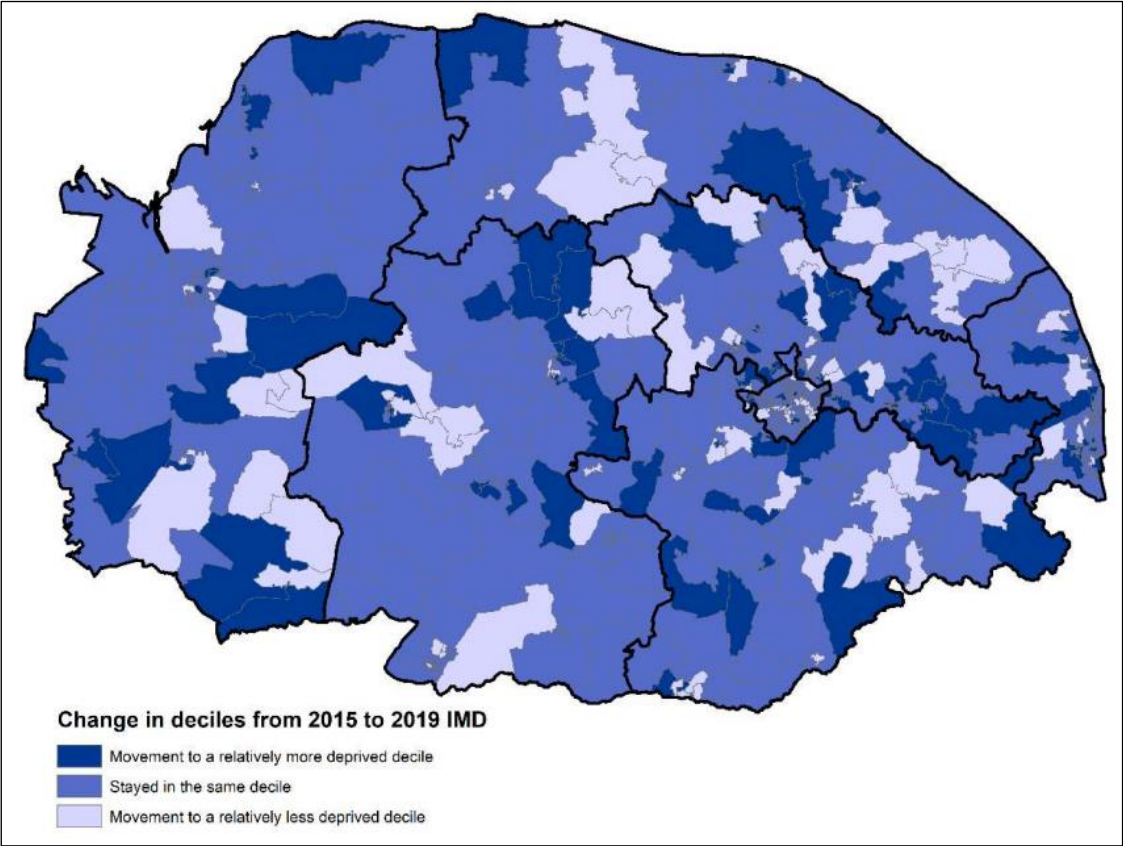 Change in deciles from 2015 to 2019 IMD
Movement to a relatively more deprived decile
Stayed in the same decile
Movement to a relatively less deprived decile